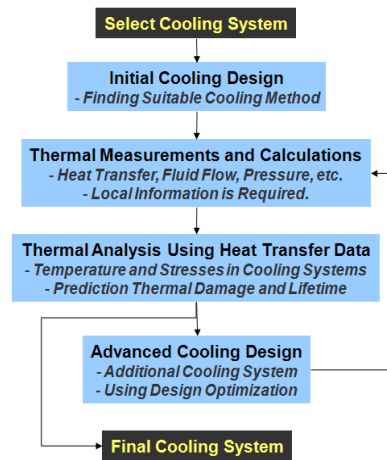 Select Cooling System
Initial Cooling Design
- Finding Suitable Cooling Method
Thermal Measurements and Calculations
- Heat Transfer, Fluid Flow, Pressure, etc.
- Local Information is Required.
Thermal Analysis Using Heat Transfer Data
- Temperature and Stresses in Cooling Systems
- Prediction Thermal Damage and Lifetime
Advanced Cooling Design
- Additional Cooling System
- Using Design Optimization
Final Cooling System